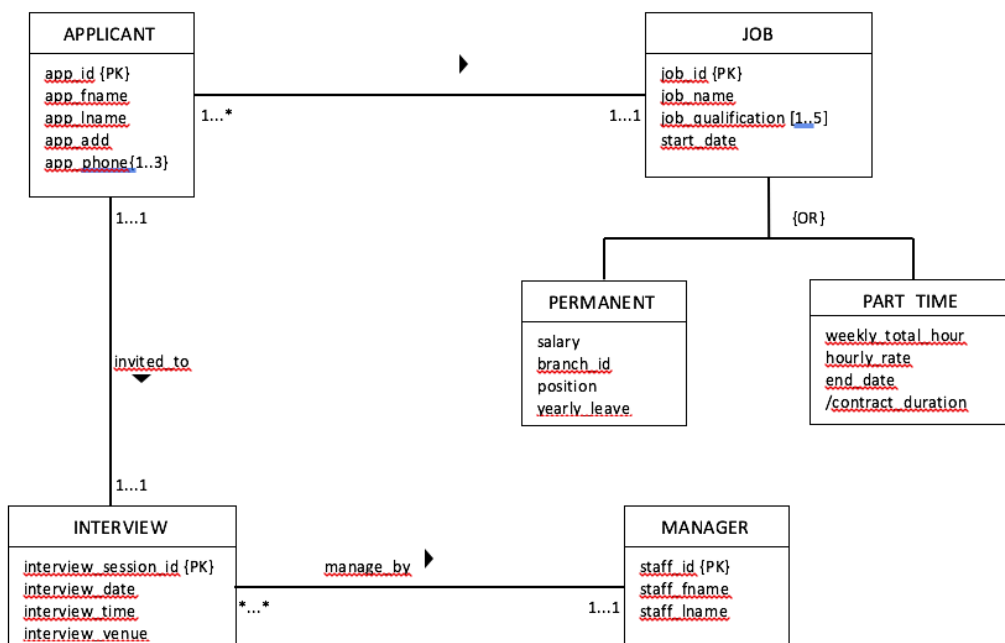 APPLICANT
app_id {PK}
app_fname
app_lname
app_add
app_phone{1..3}
JOB
job_id {PK}
job_name
job_qualification [1..5]
start_date
1...*
1...1
{OR}
PERMANENT
salary
branch_id
position
yearly_leave
PART TIME
weekly_total_hour
hourly_rate
end_date
/contract_duration
1...1
invited_to
1...1
INTERVIEW
interview_session_id {PK}
interview_date
interview_time
interview_venue
manage_by
*...*
1...1
MANAGER
staff_id {PK}
staff_fname
staff_lname